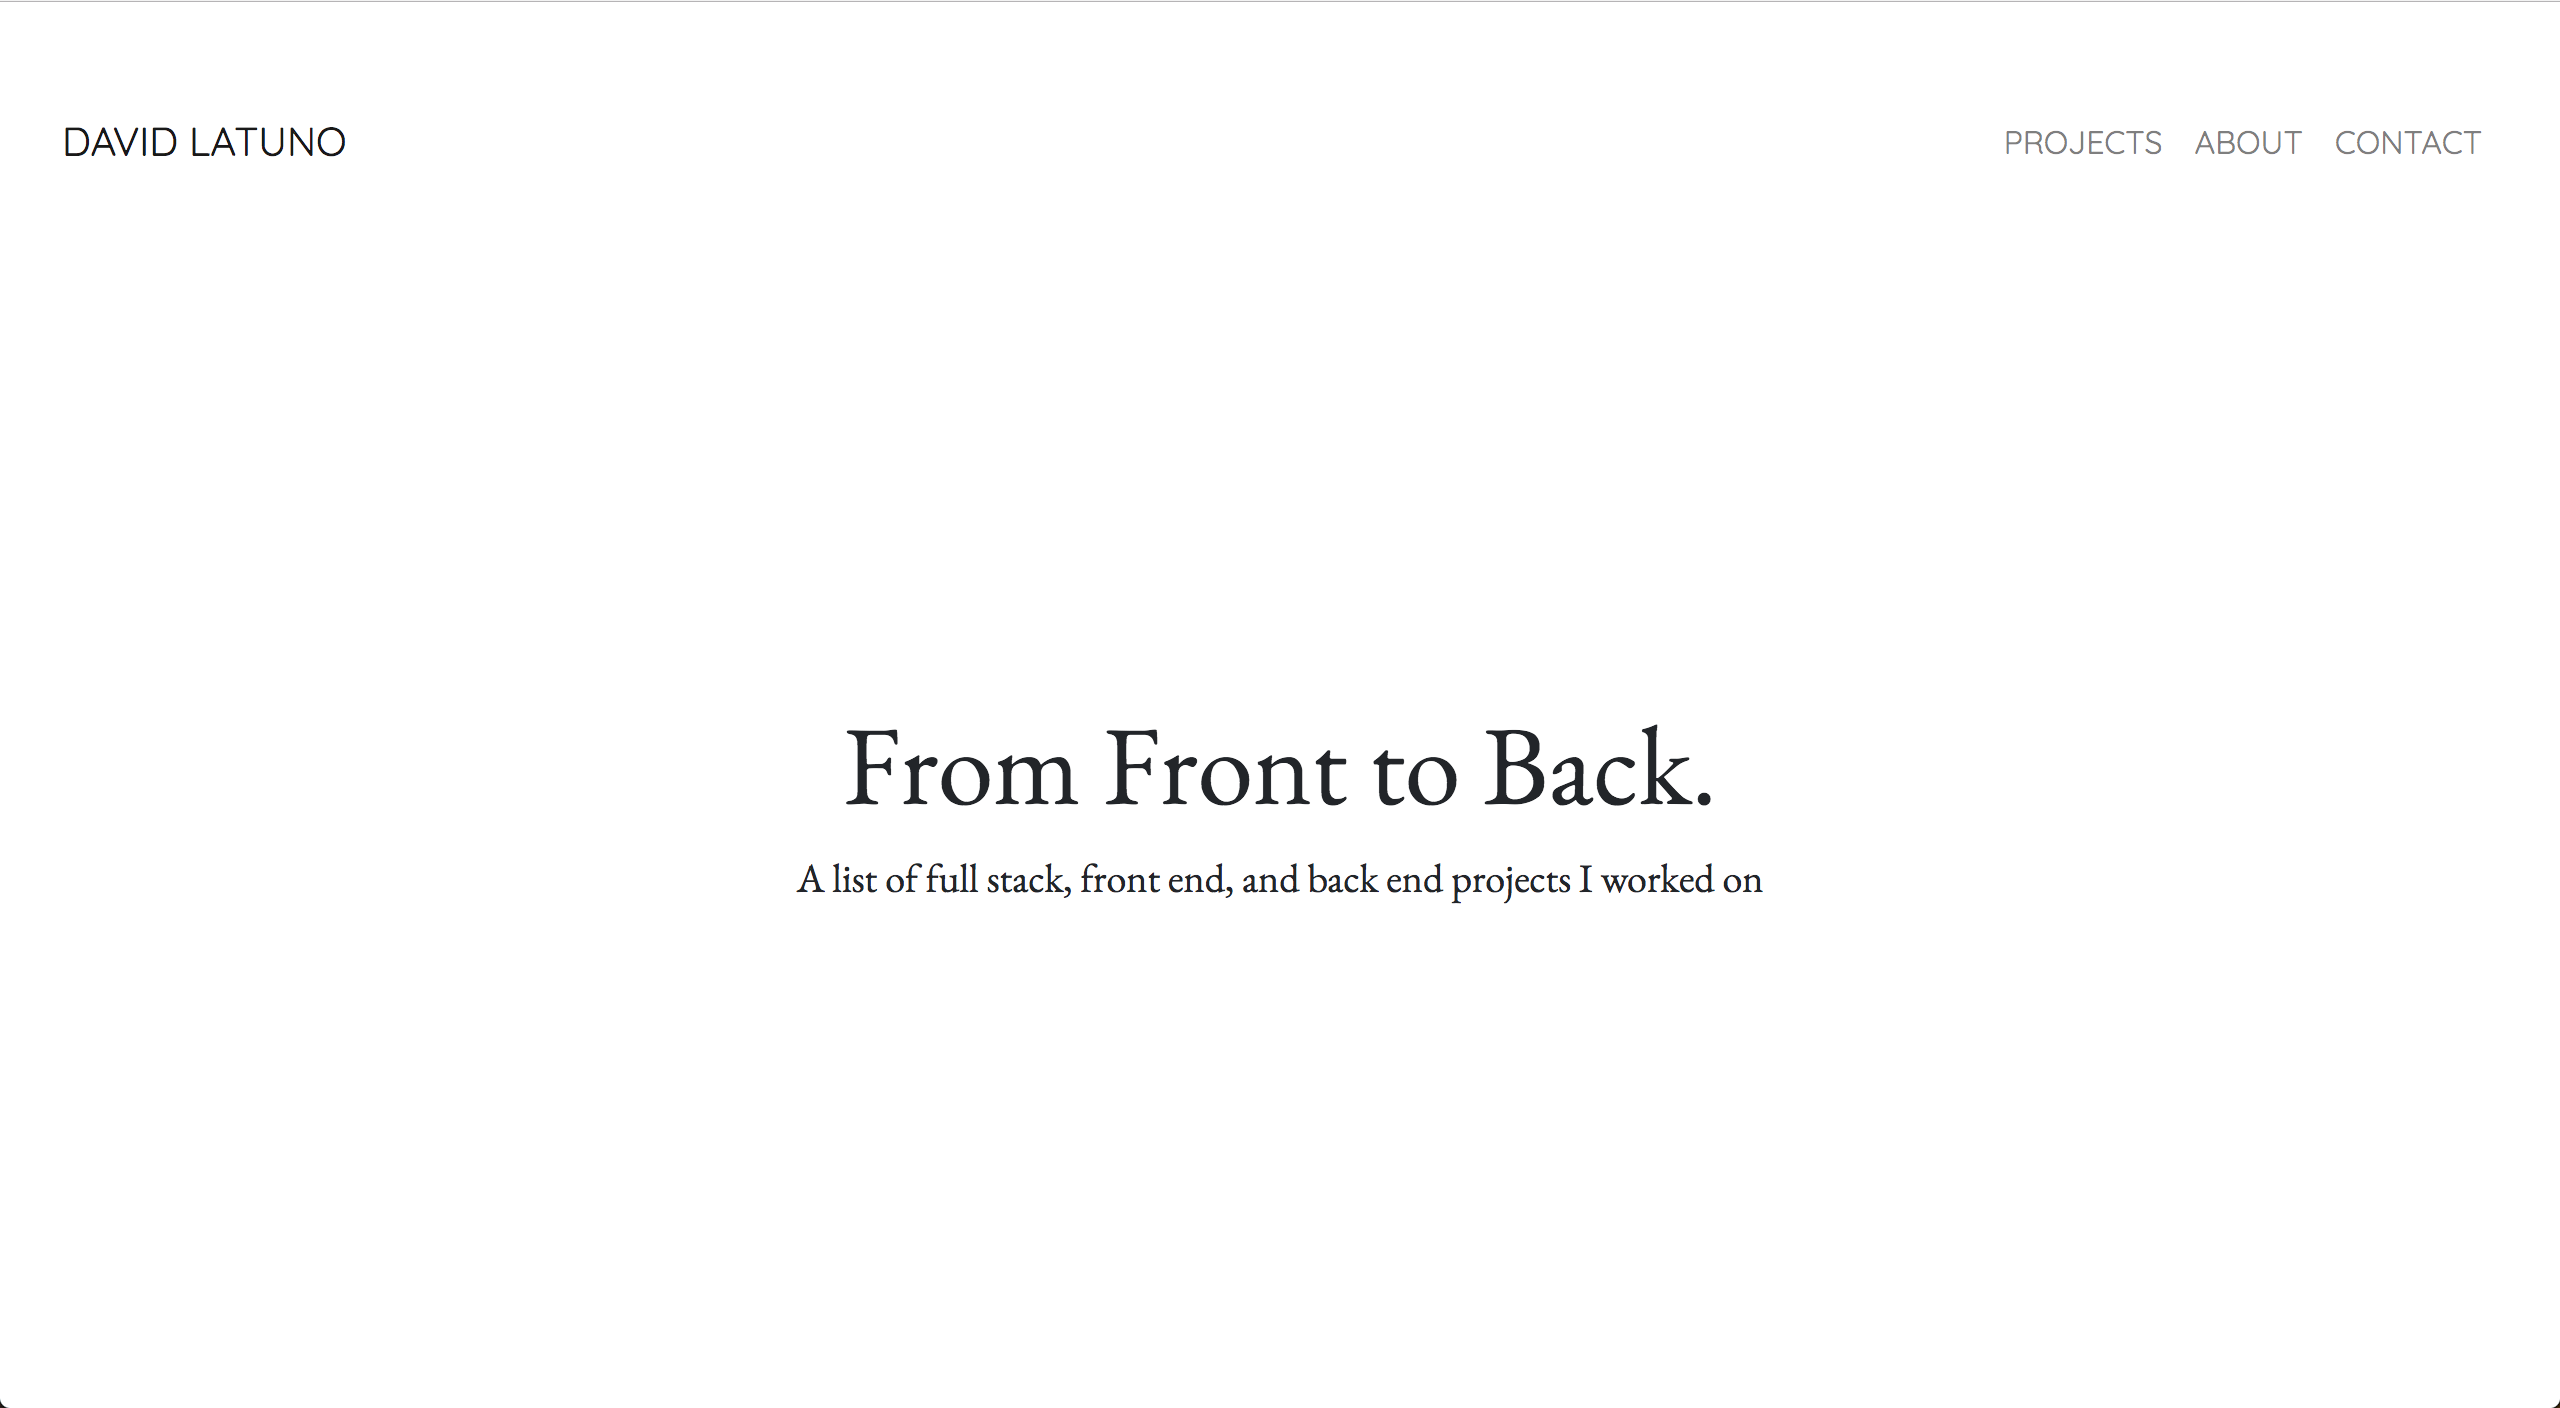 DAVID LATUNO
PROJECTS ABOUT CONTACT
From Front to Back.
A list of full stack, front end, and back end projects I worked on